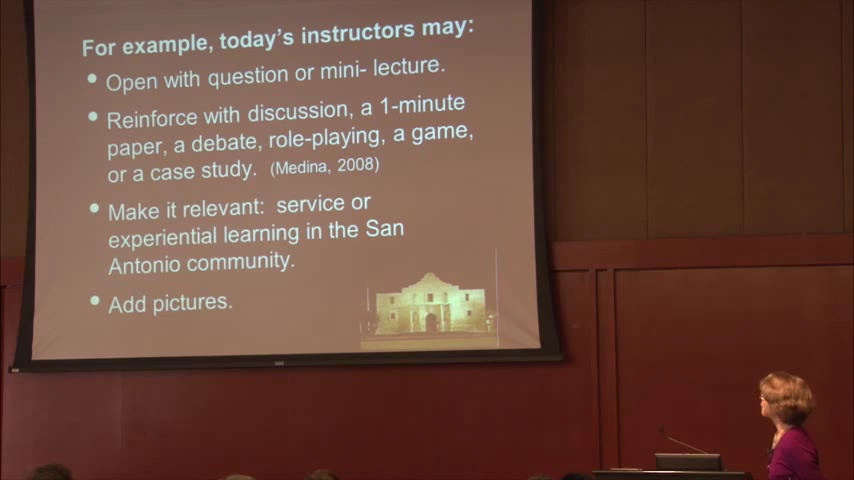 For example, today's instructors may:
• Open with question or mini- lecture.
• Reinforce with discussion, a 1-minute
paper, a debate, role-playing, a game,
or a case study. (Medina, 2008)
• Make it relevant: service or
experiential learning in the San
Antonio community.
• Add pictures.